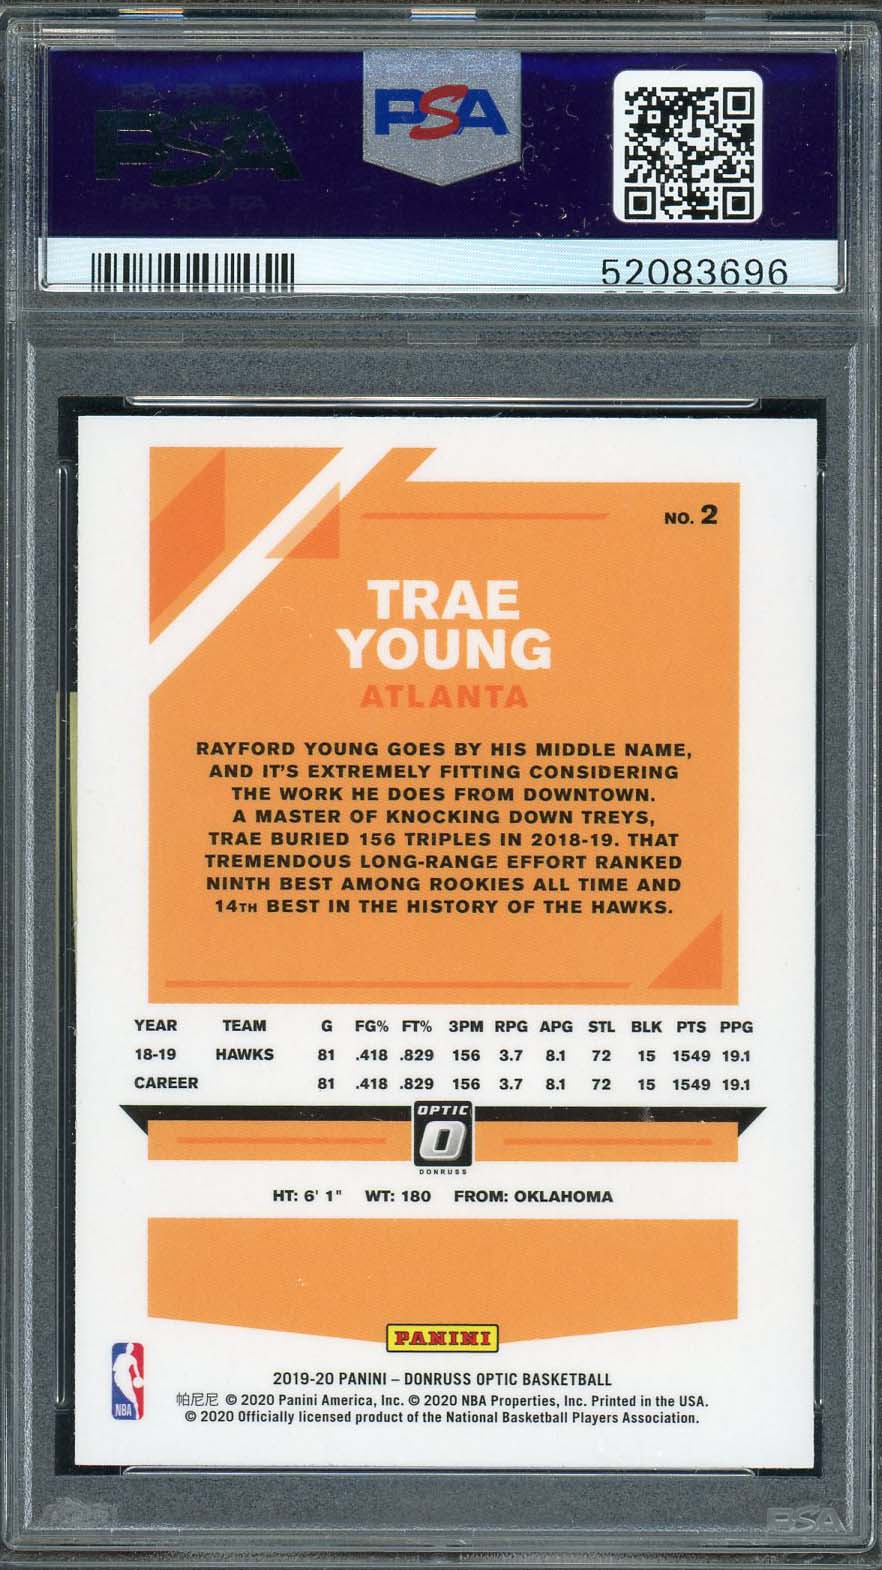 PSA
PSA
52083696
NO. 2
TRAE
YOUNG
ATLANTA
RAYFORD YOUNG GOES BY HIS MIDDLE NAME,
AND IT'S EXTREMELY FITTING CONSIDERING
THE WORK HE DOES FROM DOWNTOWN.
A MASTER OF KNOCKING DOWN TREYS,
TRAE BURIED 156 TRIPLES IN 2018-19. THAT
TREMENDOUS LONG-RANGE EFFORT RANKED
NINTH BEST AMONG ROOKIES ALL TIME AND
14TH BEST IN THE HISTORY OF THE HAWKS.
YEAR TEAM G FG% FT% 3PM RPG APG STL BLK PTS PPG
18-19 HAWKS 81 .418 .829 156 3.7 8.1 72 15 1549 19.1
CAREER 81 .418 .829 156 3.7 8.1 72 15 1549 19.1
OPTIC
O
DONRUSS
HT: 6' 1" WT: 180 FROM: OKLAHOMA
PANINI
2019-20 PANINI – DONRUSS OPTIC BASKETBALL
帕尼尼 © 2020 Panini America, Inc. © 2020 NBA Properties, Inc. Printed in the USA.
© 2020 Officially licensed product of the National Basketball Players Association.
NBA
PSA